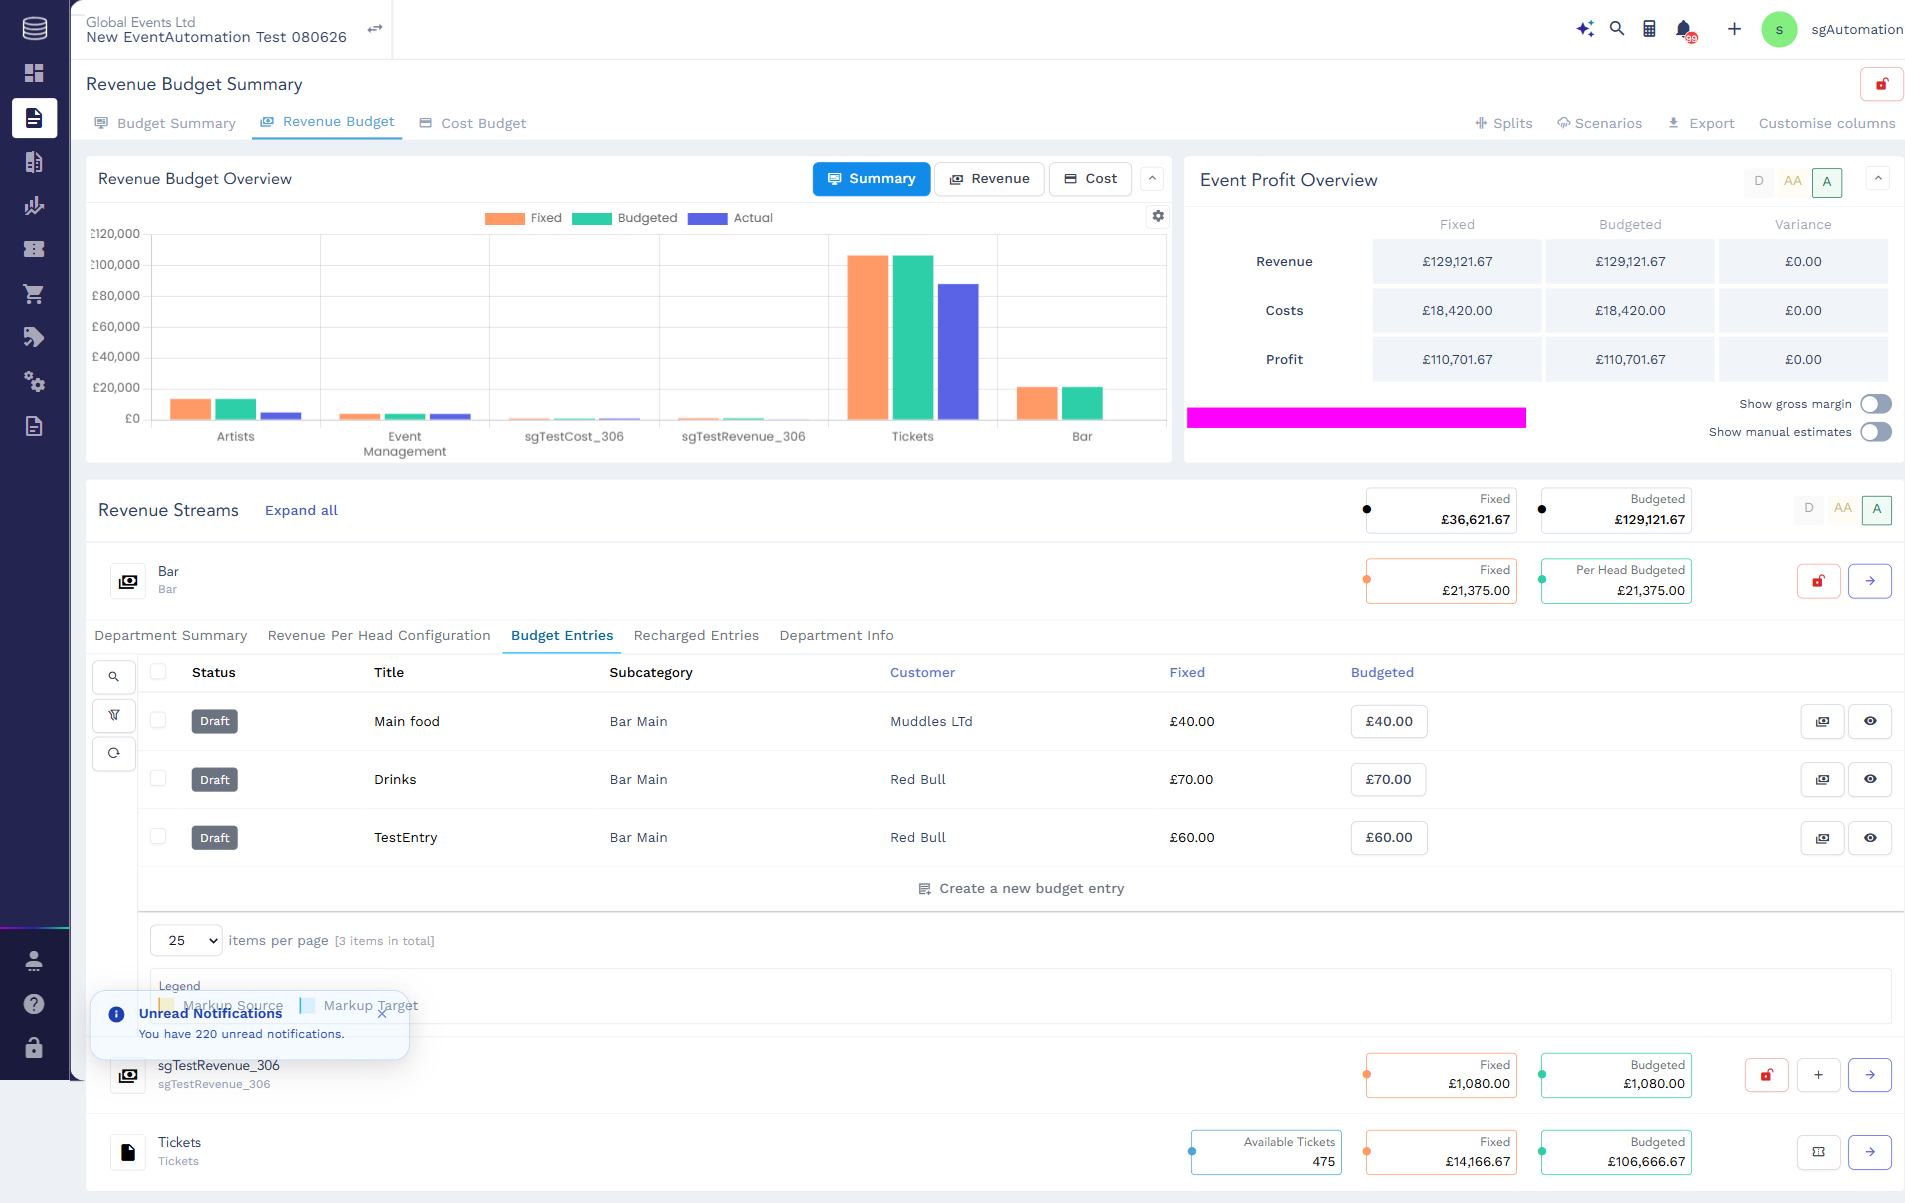 Global Events Ltd
New EventAutomation Test 080626
99
S
sgAutomation
Revenue Budget Summary
Budget Summary
Revenue Budget
Cost Budget
Splits
Scenarios
Export
Customise columns
Revenue Budget Overview
Summary
Revenue
Cost
Fixed
Budgeted
Actual
£120,000
£100,000
£80,000
£60,000
£40,000
£20,000
£0
Artists
Event
Management
sgTestCost_306
sgTestRevenue_306
Tickets
Bar
Event Profit Overview
D
AA
A
Fixed
Budgeted
Variance
Revenue
£129,121.67
£129,121.67
£0.00
Costs
£18,420.00
£18,420.00
£0.00
Profit
£110,701.67
£110,701.67
£0.00
Show gross margin
Show manual estimates
Revenue Streams
Expand all
Fixed
£36,621.67
Budgeted
£129,121.67
D
AA
A
Bar
Bar
Fixed
£21,375.00
Per Head Budgeted
£21,375.00
Department Summary
Revenue Per Head Configuration
Budget Entries
Recharged Entries
Department Info
Status
Title
Subcategory
Customer
Fixed
Budgeted
Draft
Main food
Bar Main
Muddles LTd
£40.00
£40.00
Draft
Drinks
Bar Main
Red Bull
£70.00
£70.00
Draft
TestEntry
Bar Main
Red Bull
£60.00
£60.00
Create a new budget entry
25
items per page [3 items in total]
Legend
Markup Source
Markup Target
Unread Notifications
You have 220 unread notifications.
sgTestRevenue_306
sgTestRevenue_306
Fixed
£1,080.00
Budgeted
£1,080.00
Tickets
Tickets
Available Tickets
475
Fixed
£14,166.67
Budgeted
£106,666.67